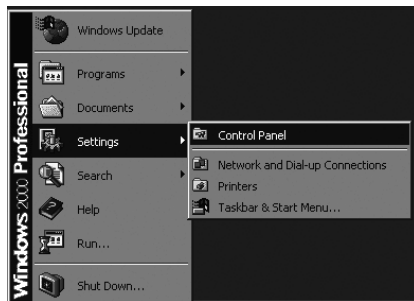 Windows 2000 Professional
Windows Update
Programs
Documents
Settings
Search
Help
Run...
Shut Down...
Control Panel
Network and Dial-up Connections
Printers
Taskbar & Start Menu...